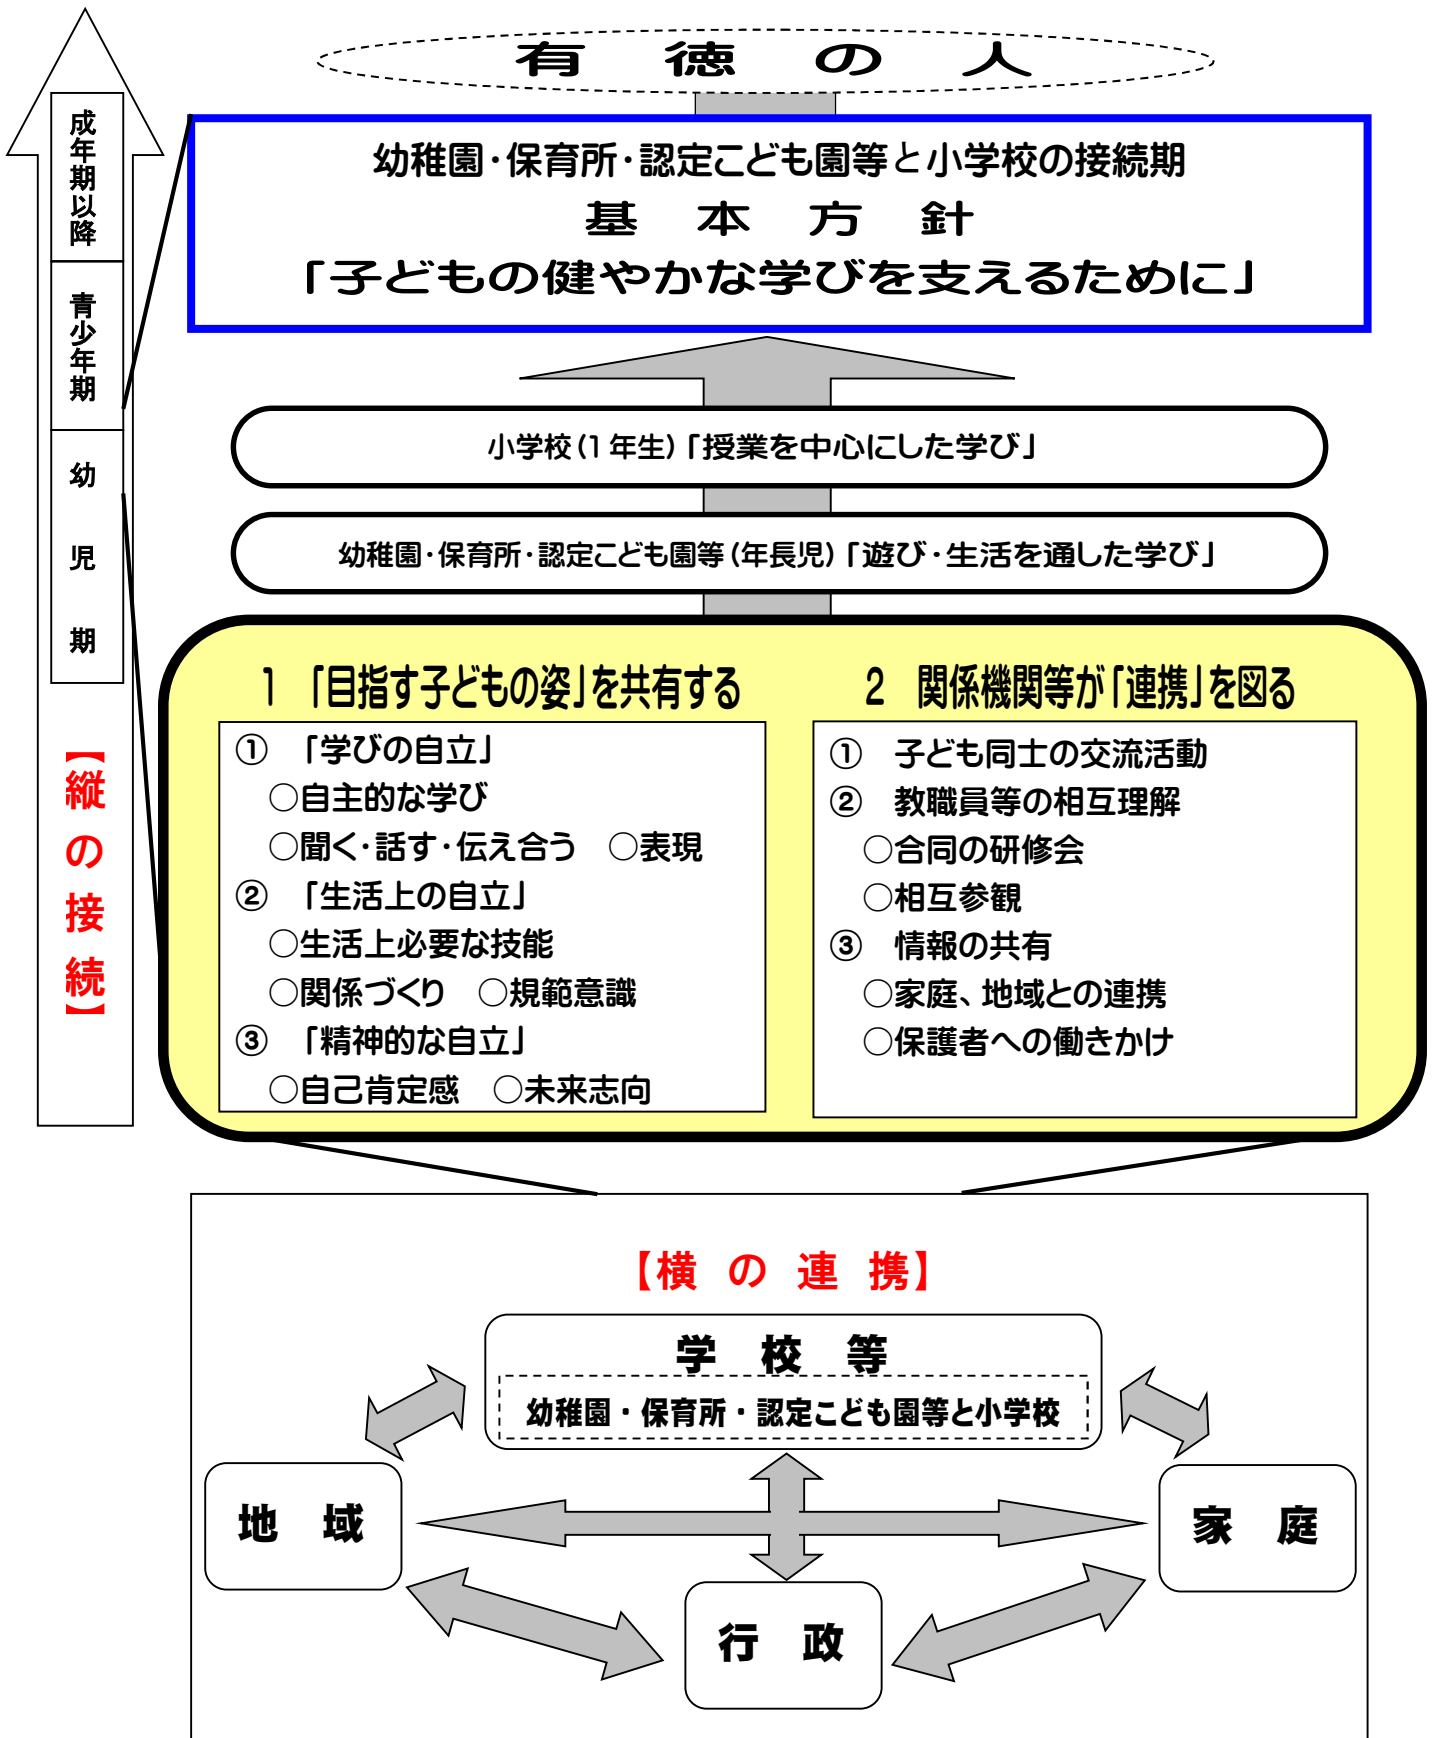 有徳の人
成年期以降
青少年期
幼児期
【縦の接続】
幼稚園・保育所・認定こども園等と小学校の接続期
基本方針
「子どもの健やかな学びを支えるために」
小学校(1年生)「授業を中心にした学び」
幼稚園・保育所・認定こども園等(年長児)「遊び・生活を通した学び」
1 「目指す子どもの姿」を共有する
① 「学びの自立」
○自主的な学び
○聞く・話す・伝え合う ○表現
② 「生活上の自立」
○生活上必要な技能
○関係づくり ○規範意識
③ 「精神的な自立」
○自己肯定感 ○未来志向
2 関係機関等が「連携」を図る
① 子ども同士の交流活動
② 教職員等の相互理解
○合同の研修会
○相互参観
③ 情報の共有
○家庭、地域との連携
○保護者への働きかけ
【横の連携】
学校等
幼稚園・保育所・認定こども園等と小学校
地域
家庭
行政